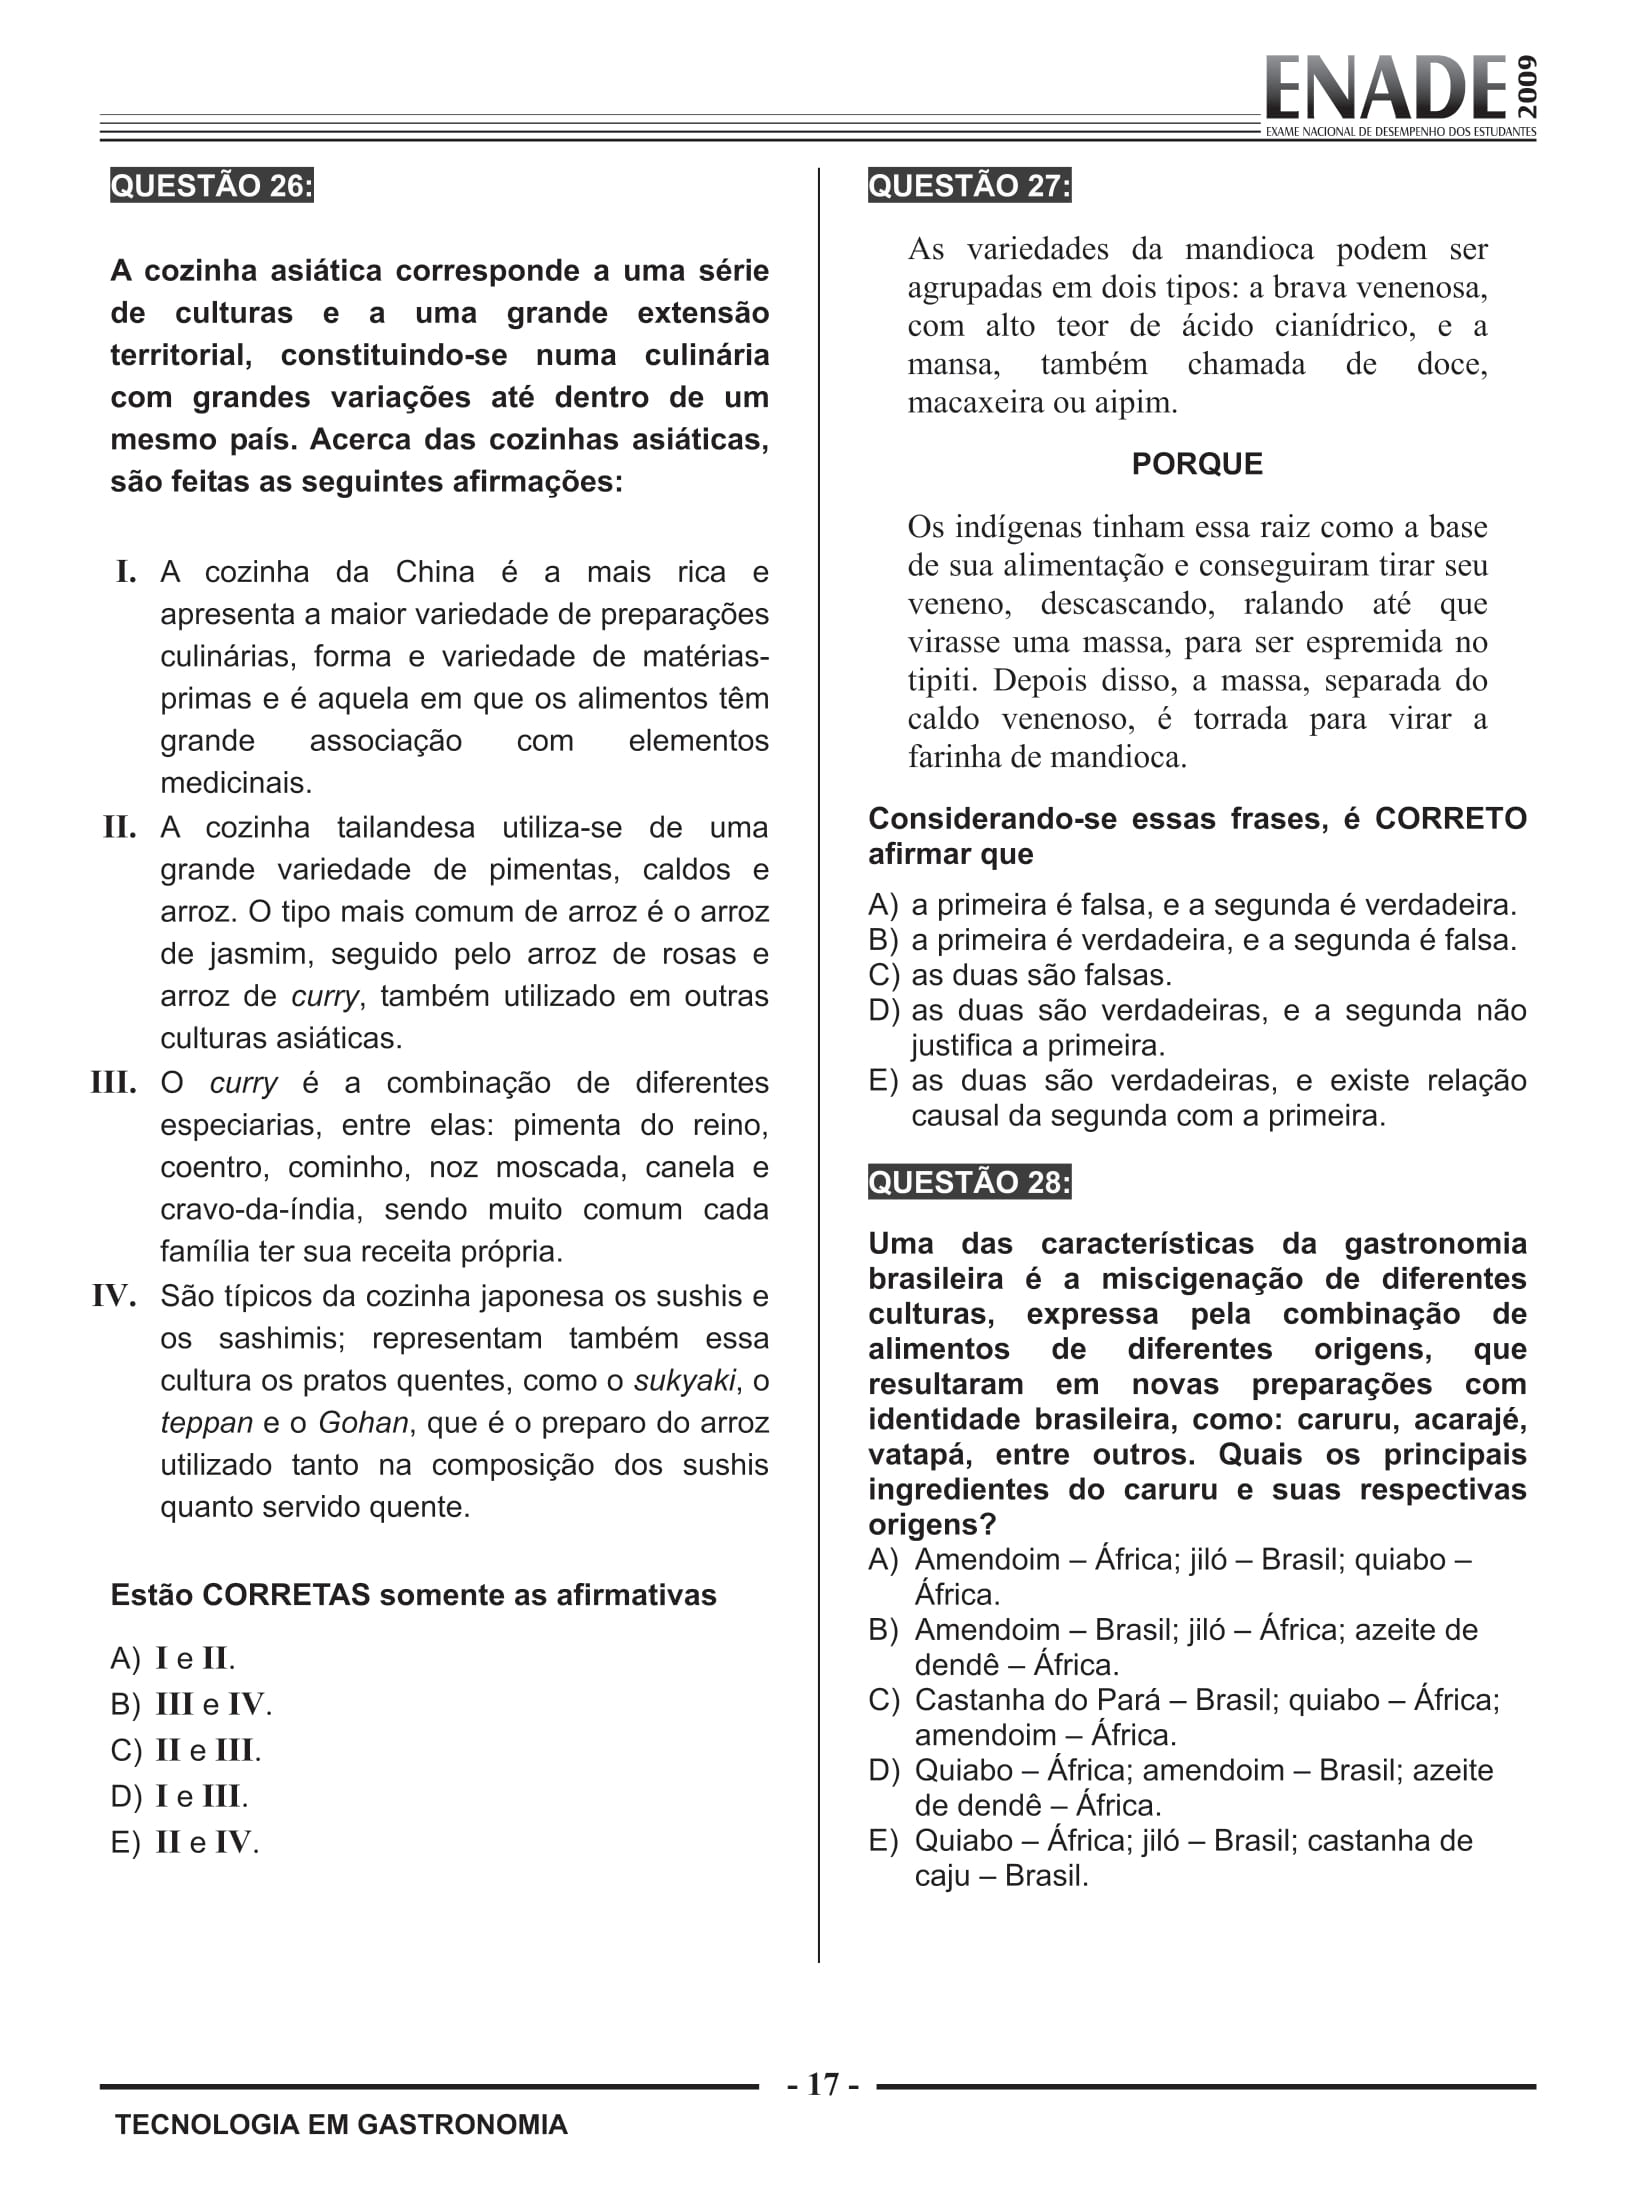 ENADE 2009
EXAME NACIONAL DE DESEMPENHO DOS ESTUDANTES
QUESTÃO 26:
A cozinha asiática corresponde a uma série
de culturas e a uma grande extensão
territorial, constituindo-se numa culinária
com grandes variações até dentro de um
mesmo país. Acerca das cozinhas asiáticas,
são feitas as seguintes afirmações:
I. A cozinha da China é a mais rica e
apresenta a maior variedade de preparações
culinárias, forma e variedade de matérias-
primas e é aquela em que os alimentos têm
grande associação com elementos
medicinais.
II. A cozinha tailandesa utiliza-se de uma
grande variedade de pimentas, caldos e
arroz. O tipo mais comum de arroz é o arroz
de jasmim, seguido pelo arroz de rosas e
arroz de curry, também utilizado em outras
culturas asiáticas.
III. O curry é a combinação de diferentes
especiarias, entre elas: pimenta do reino,
coentro, cominho, noz moscada, canela e
cravo-da-índia, sendo muito comum cada
família ter sua receita própria.
IV. São típicos da cozinha japonesa os sushis e
os sashimis; representam também essa
cultura os pratos quentes, como o sukyaki, o
teppan e o Gohan, que é o preparo do arroz
utilizado tanto na composição dos sushis
quanto servido quente.
Estão CORRETAS somente as afirmativas
A) I e II.
B) III e IV.
C) II e III.
D) I e III.
E) II e IV.
QUESTÃO 27:
As variedades da mandioca podem ser
agrupadas em dois tipos: a brava venenosa,
com alto teor de ácido cianídrico, e a
mansa, também chamada de doce,
macaxeira ou aipim.
PORQUE
Os indígenas tinham essa raiz como a base
de sua alimentação e conseguiram tirar seu
veneno, descascando, ralando até que
virasse uma massa, para ser espremida no
tipiti. Depois disso, a massa, separada do
caldo venenoso, é torrada para virar a
farinha de mandioca.
Considerando-se essas frases, é CORRETO
afirmar que
A) a primeira é falsa, e a segunda é verdadeira.
B) a primeira é verdadeira, e a segunda é falsa.
C) as duas são falsas.
D) as duas são verdadeiras, e a segunda não
justifica a primeira.
E) as duas são verdadeiras, e existe relação
causal da segunda com a primeira.
QUESTÃO 28:
Uma das características da gastronomia
brasileira é a miscigenação de diferentes
culturas, expressa pela combinação de
alimentos de diferentes origens, que
resultaram em novas preparações com
identidade brasileira, como: caruru, acarajé,
vatapá, entre outros. Quais os principais
ingredientes do caruru e suas respectivas
origens?
A) Amendoim – África; jiló – Brasil; quiabo –
África.
B) Amendoim – Brasil; jiló – África; azeite de
dendê – África.
C) Castanha do Pará – Brasil; quiabo – África;
amendoim – África.
D) Quiabo – África; amendoim – Brasil; azeite
de dendê – África.
E) Quiabo – África; jiló – Brasil; castanha de
caju – Brasil.
- 17 -
TECNOLOGIA EM GASTRONOMIA